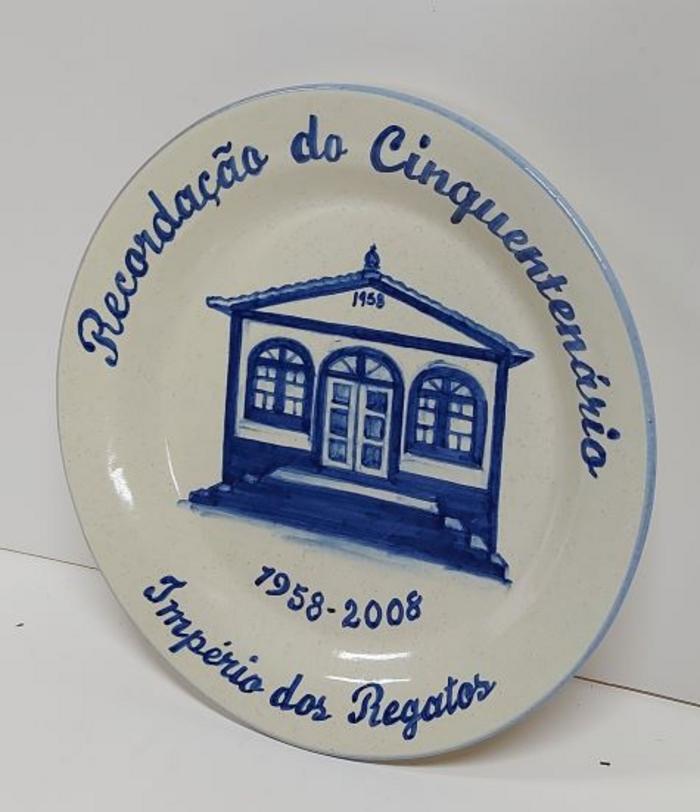 Recordação do Cinquentenário
1958
1958-2008
Império dos Regatos